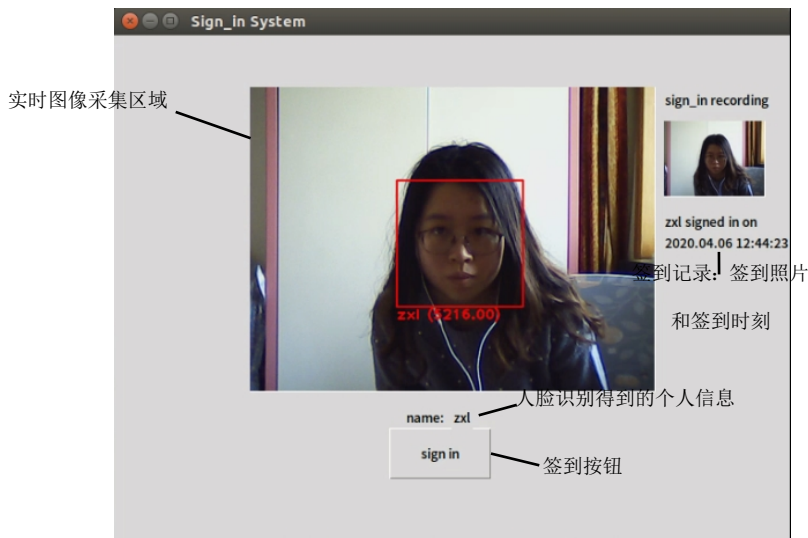 Sign_in System
实时图像采集区域
sign_in recording
zxl signed in on
2020.04.06 12:44:23
签到记录：签到照片
和签到时刻
zxl (5216.00)
人脸识别得到的个人信息
name: zxl
sign in
签到按钮